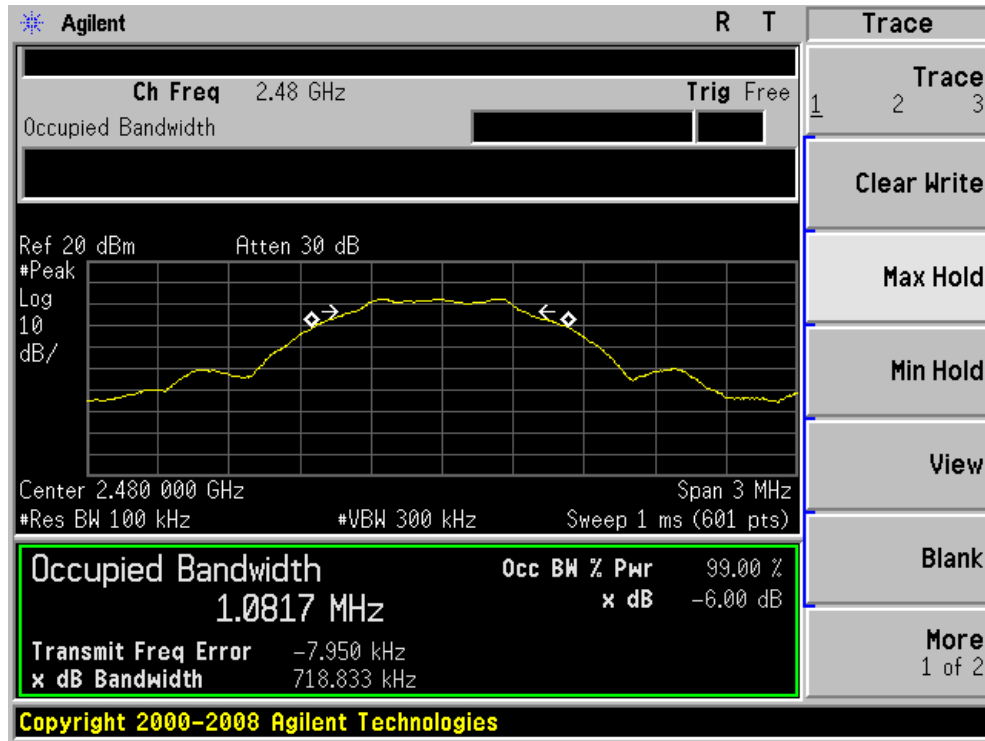 Agilent R T Trace
Ch Freq 2.48 GHz Trig Free
Occupied Bandwidth
Trace
1 2 3
Clear Write
Ref 20 dBm Atten 30 dB
#Peak
Log
10
dB/
Max Hold
Min Hold
View
Center 2.480 000 GHz Span 3 MHz
#Res BW 100 kHz #VBW 300 kHz Sweep 1 ms (601 pts)
Blank
Occupied Bandwidth Occ BW % Pwr 99.00 %
1.0817 MHz x dB -6.00 dB
Transmit Freq Error -7.950 kHz
x dB Bandwidth 718.833 kHz
More
1 of 2
Copyright 2000-2008 Agilent Technologies